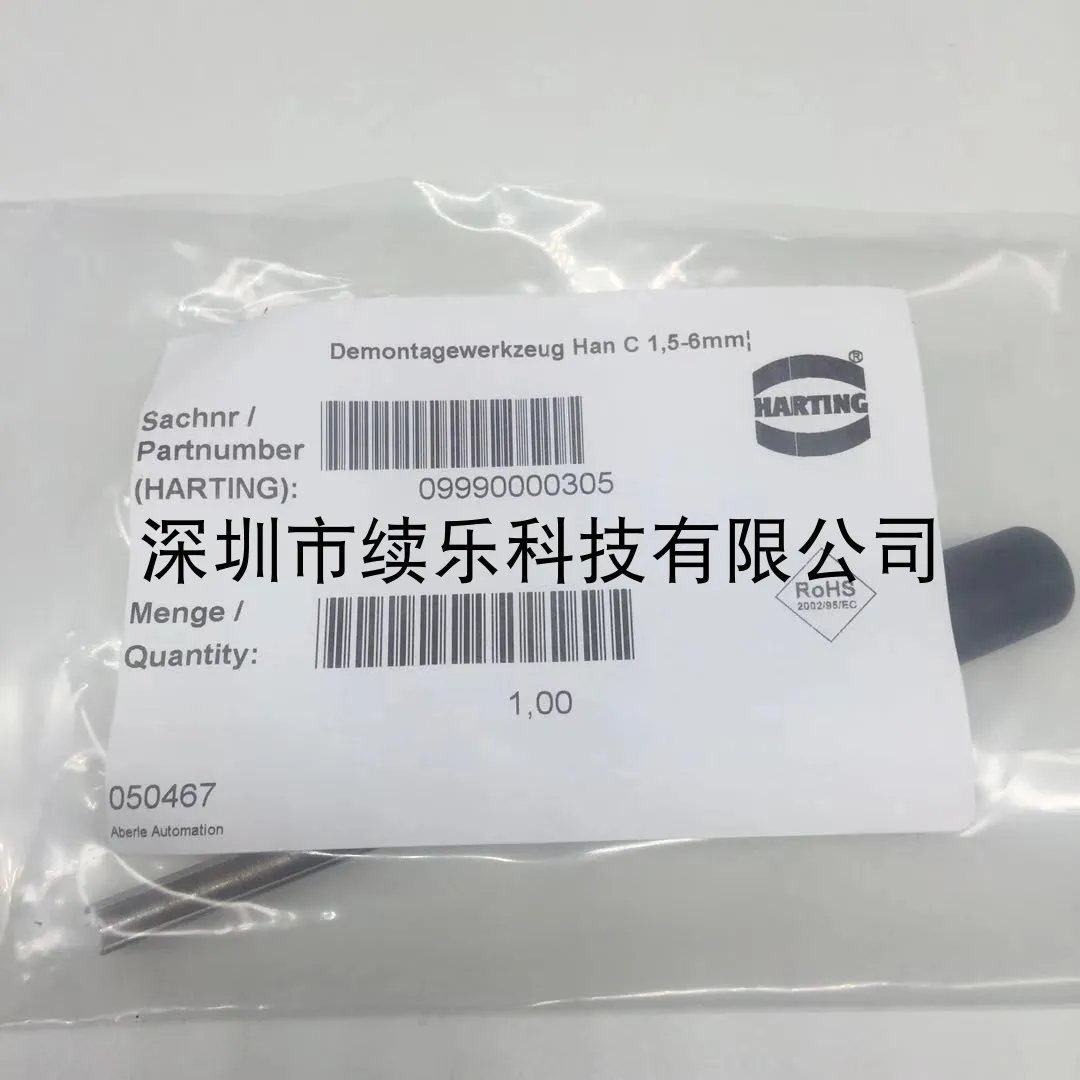 Demontagewerkzeug Han C 1,5-6mm¦
HARTING®
Sachnr /
Partnumber
(HARTING):
09990000305
深圳市续乐科技有限公司
RoHS
2002/95/EC
Menge /
Quantity:
1,00
050467
Aberle Automation